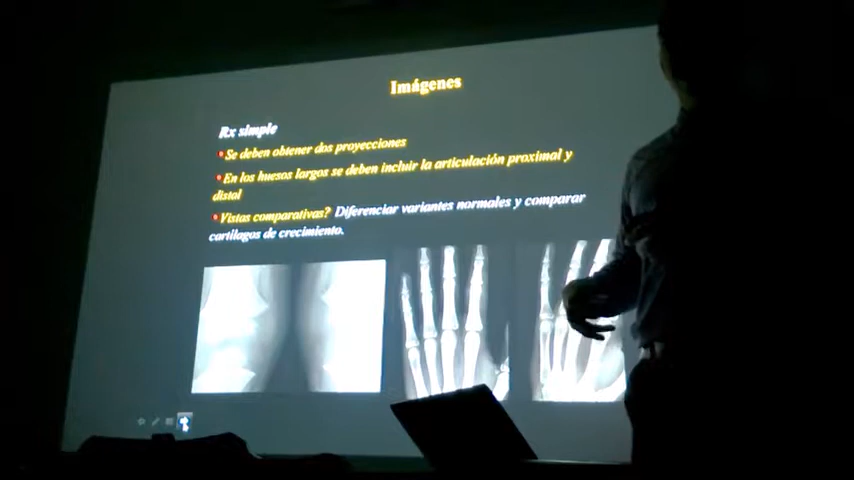 Imágenes
Rx simple
Se deben obtener dos proyecciones
En los huesos largos se deben incluir la articulación proximal y
distal
Vistas comparativas? Diferenciar variantes normales y comparar
cartílagos de crecimiento.